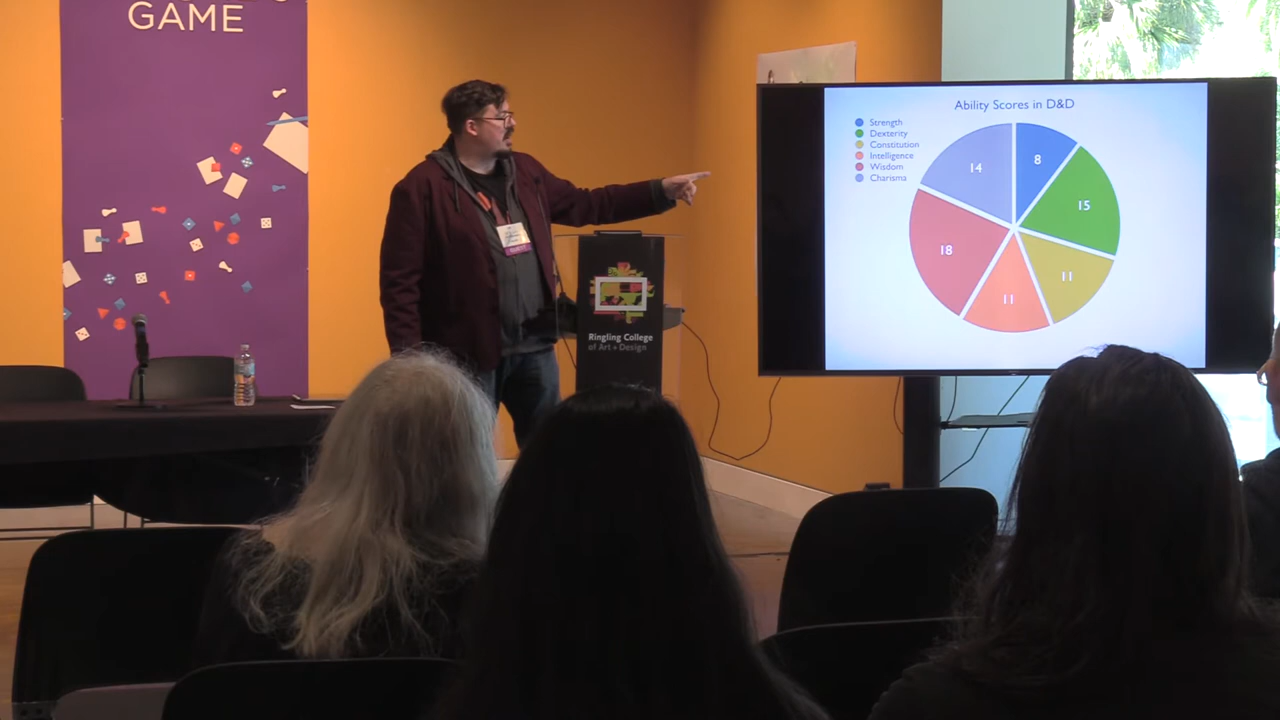 GAME
Ability Scores in D&D
Strength
Dexterity
Constitution
Intelligence
Wisdom
Charisma
14
8
15
18
11
11
Ringling College
of Art + Design